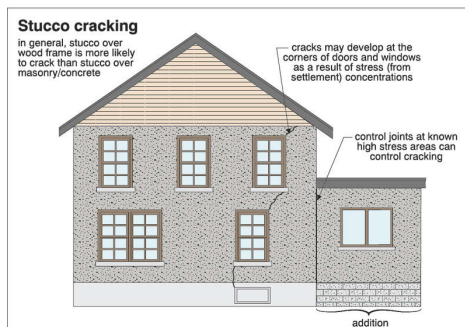 Stucco cracking
in general, stucco over
wood frame is more likely
to crack than stucco over
masonry/concrete
cracks may develop at the
corners of doors and windows
as a result of stress (from
settlement) concentrations
control joints at known
high stress areas can
control cracking
addition